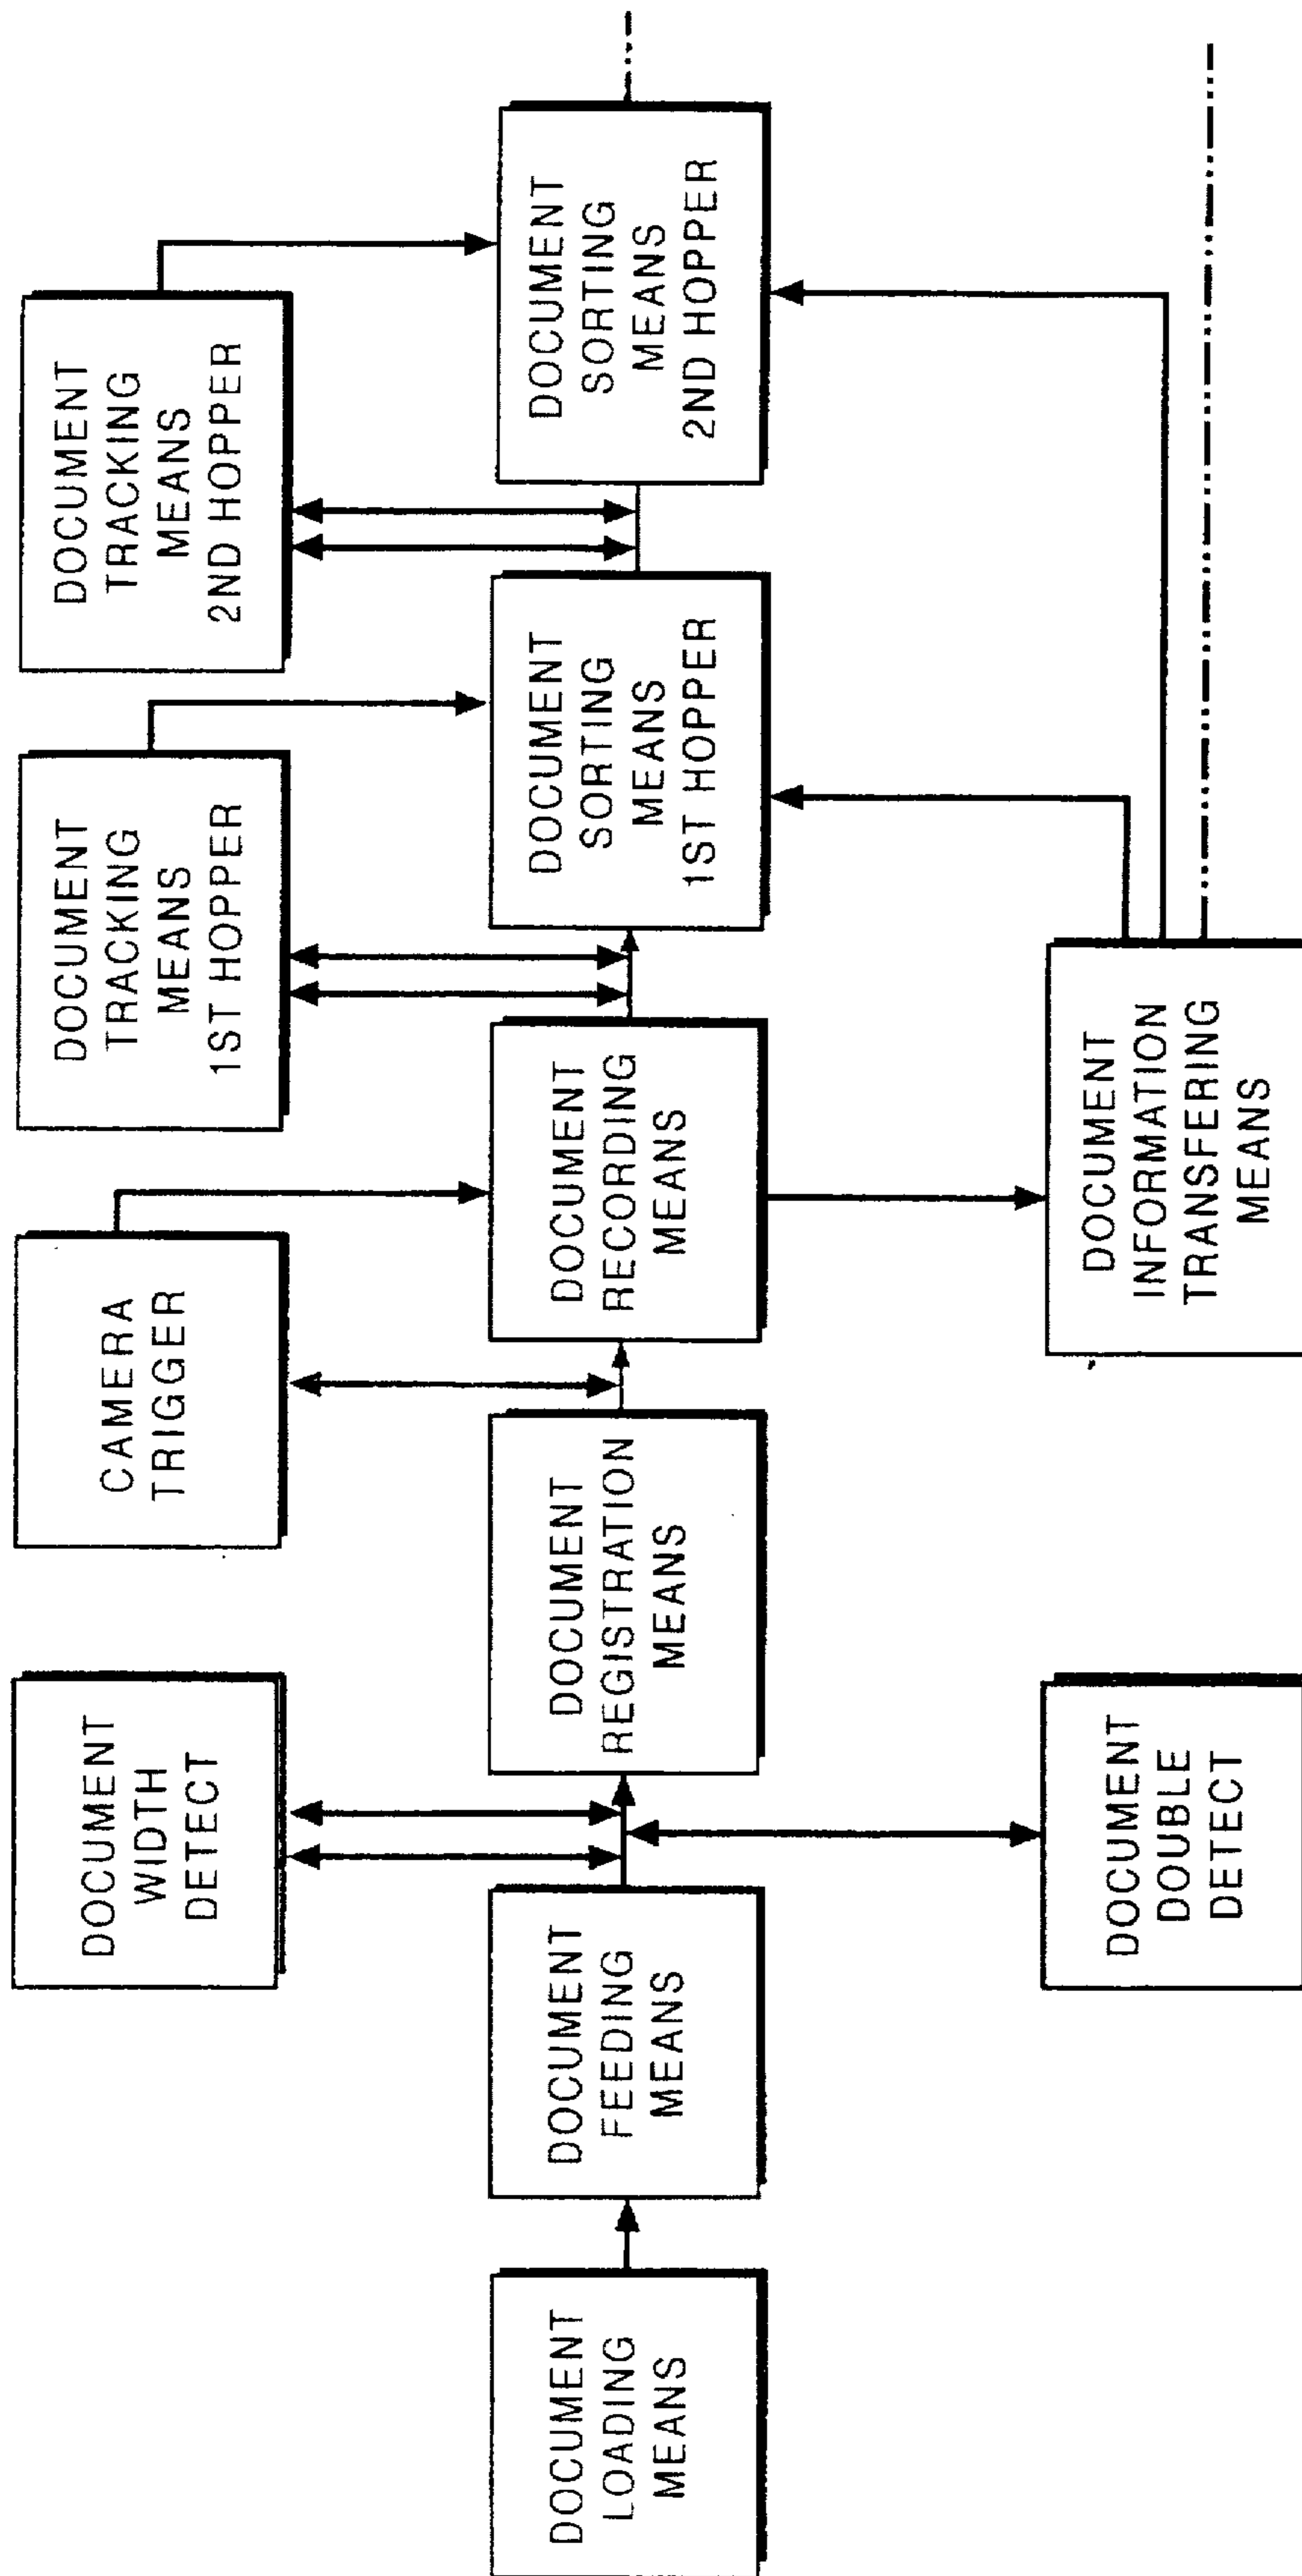 DOCUMENT
WIDTH
DETECT
CAMERA
TRIGGER
DOCUMENT
TRACKING
MEANS
1ST HOPPER
DOCUMENT
TRACKING
MEANS
2ND HOPPER
DOCUMENT
LOADING
MEANS
DOCUMENT
FEEDING
MEANS
DOCUMENT
REGISTRATION
MEANS
DOCUMENT
RECORDING
MEANS
DOCUMENT
SORTING
MEANS
1ST HOPPER
DOCUMENT
SORTING
MEANS
2ND HOPPER
DOCUMENT
DOUBLE
DETECT
DOCUMENT
INFORMATION
TRANSFERING
MEANS